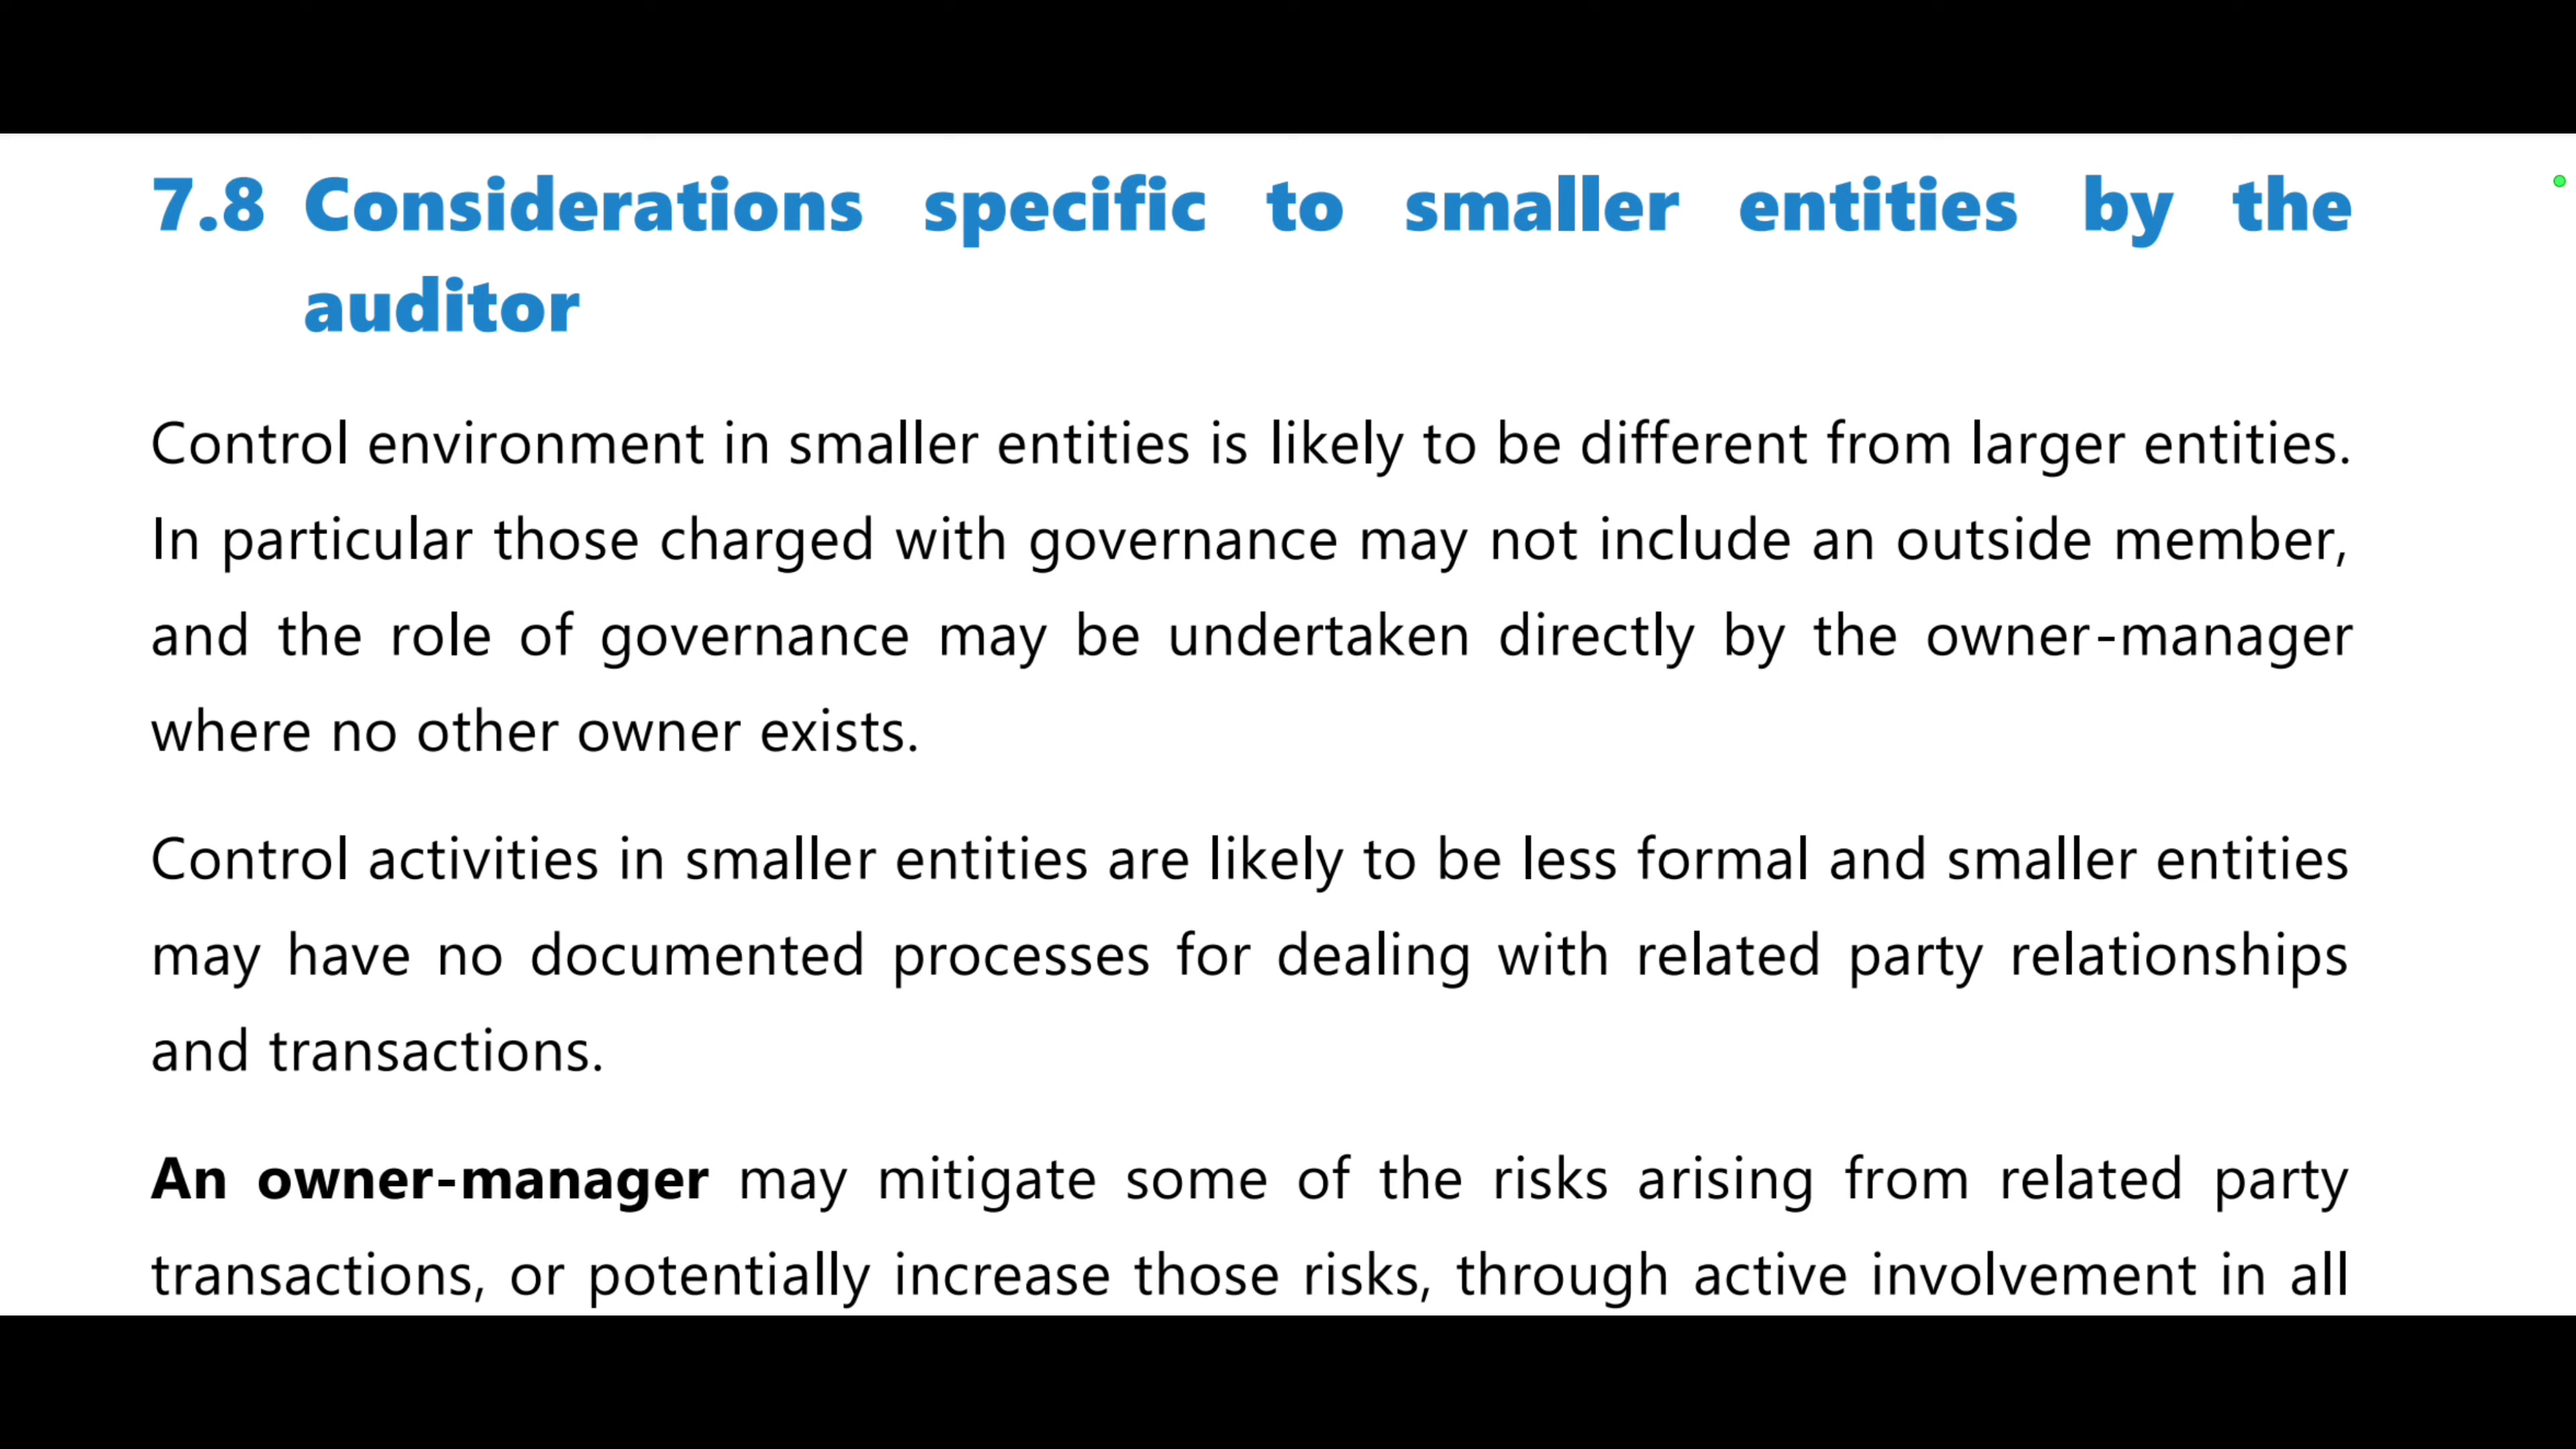 7.8 Considerations specific to smaller entities by the
auditor
Control environment in smaller entities is likely to be different from larger entities.
In particular those charged with governance may not include an outside member,
and the role of governance may be undertaken directly by the owner-manager
where no other owner exists.
Control activities in smaller entities are likely to be less formal and smaller entities
may have no documented processes for dealing with related party relationships
and transactions.
An owner-manager may mitigate some of the risks arising from related party
transactions, or potentially increase those risks, through active involvement in all